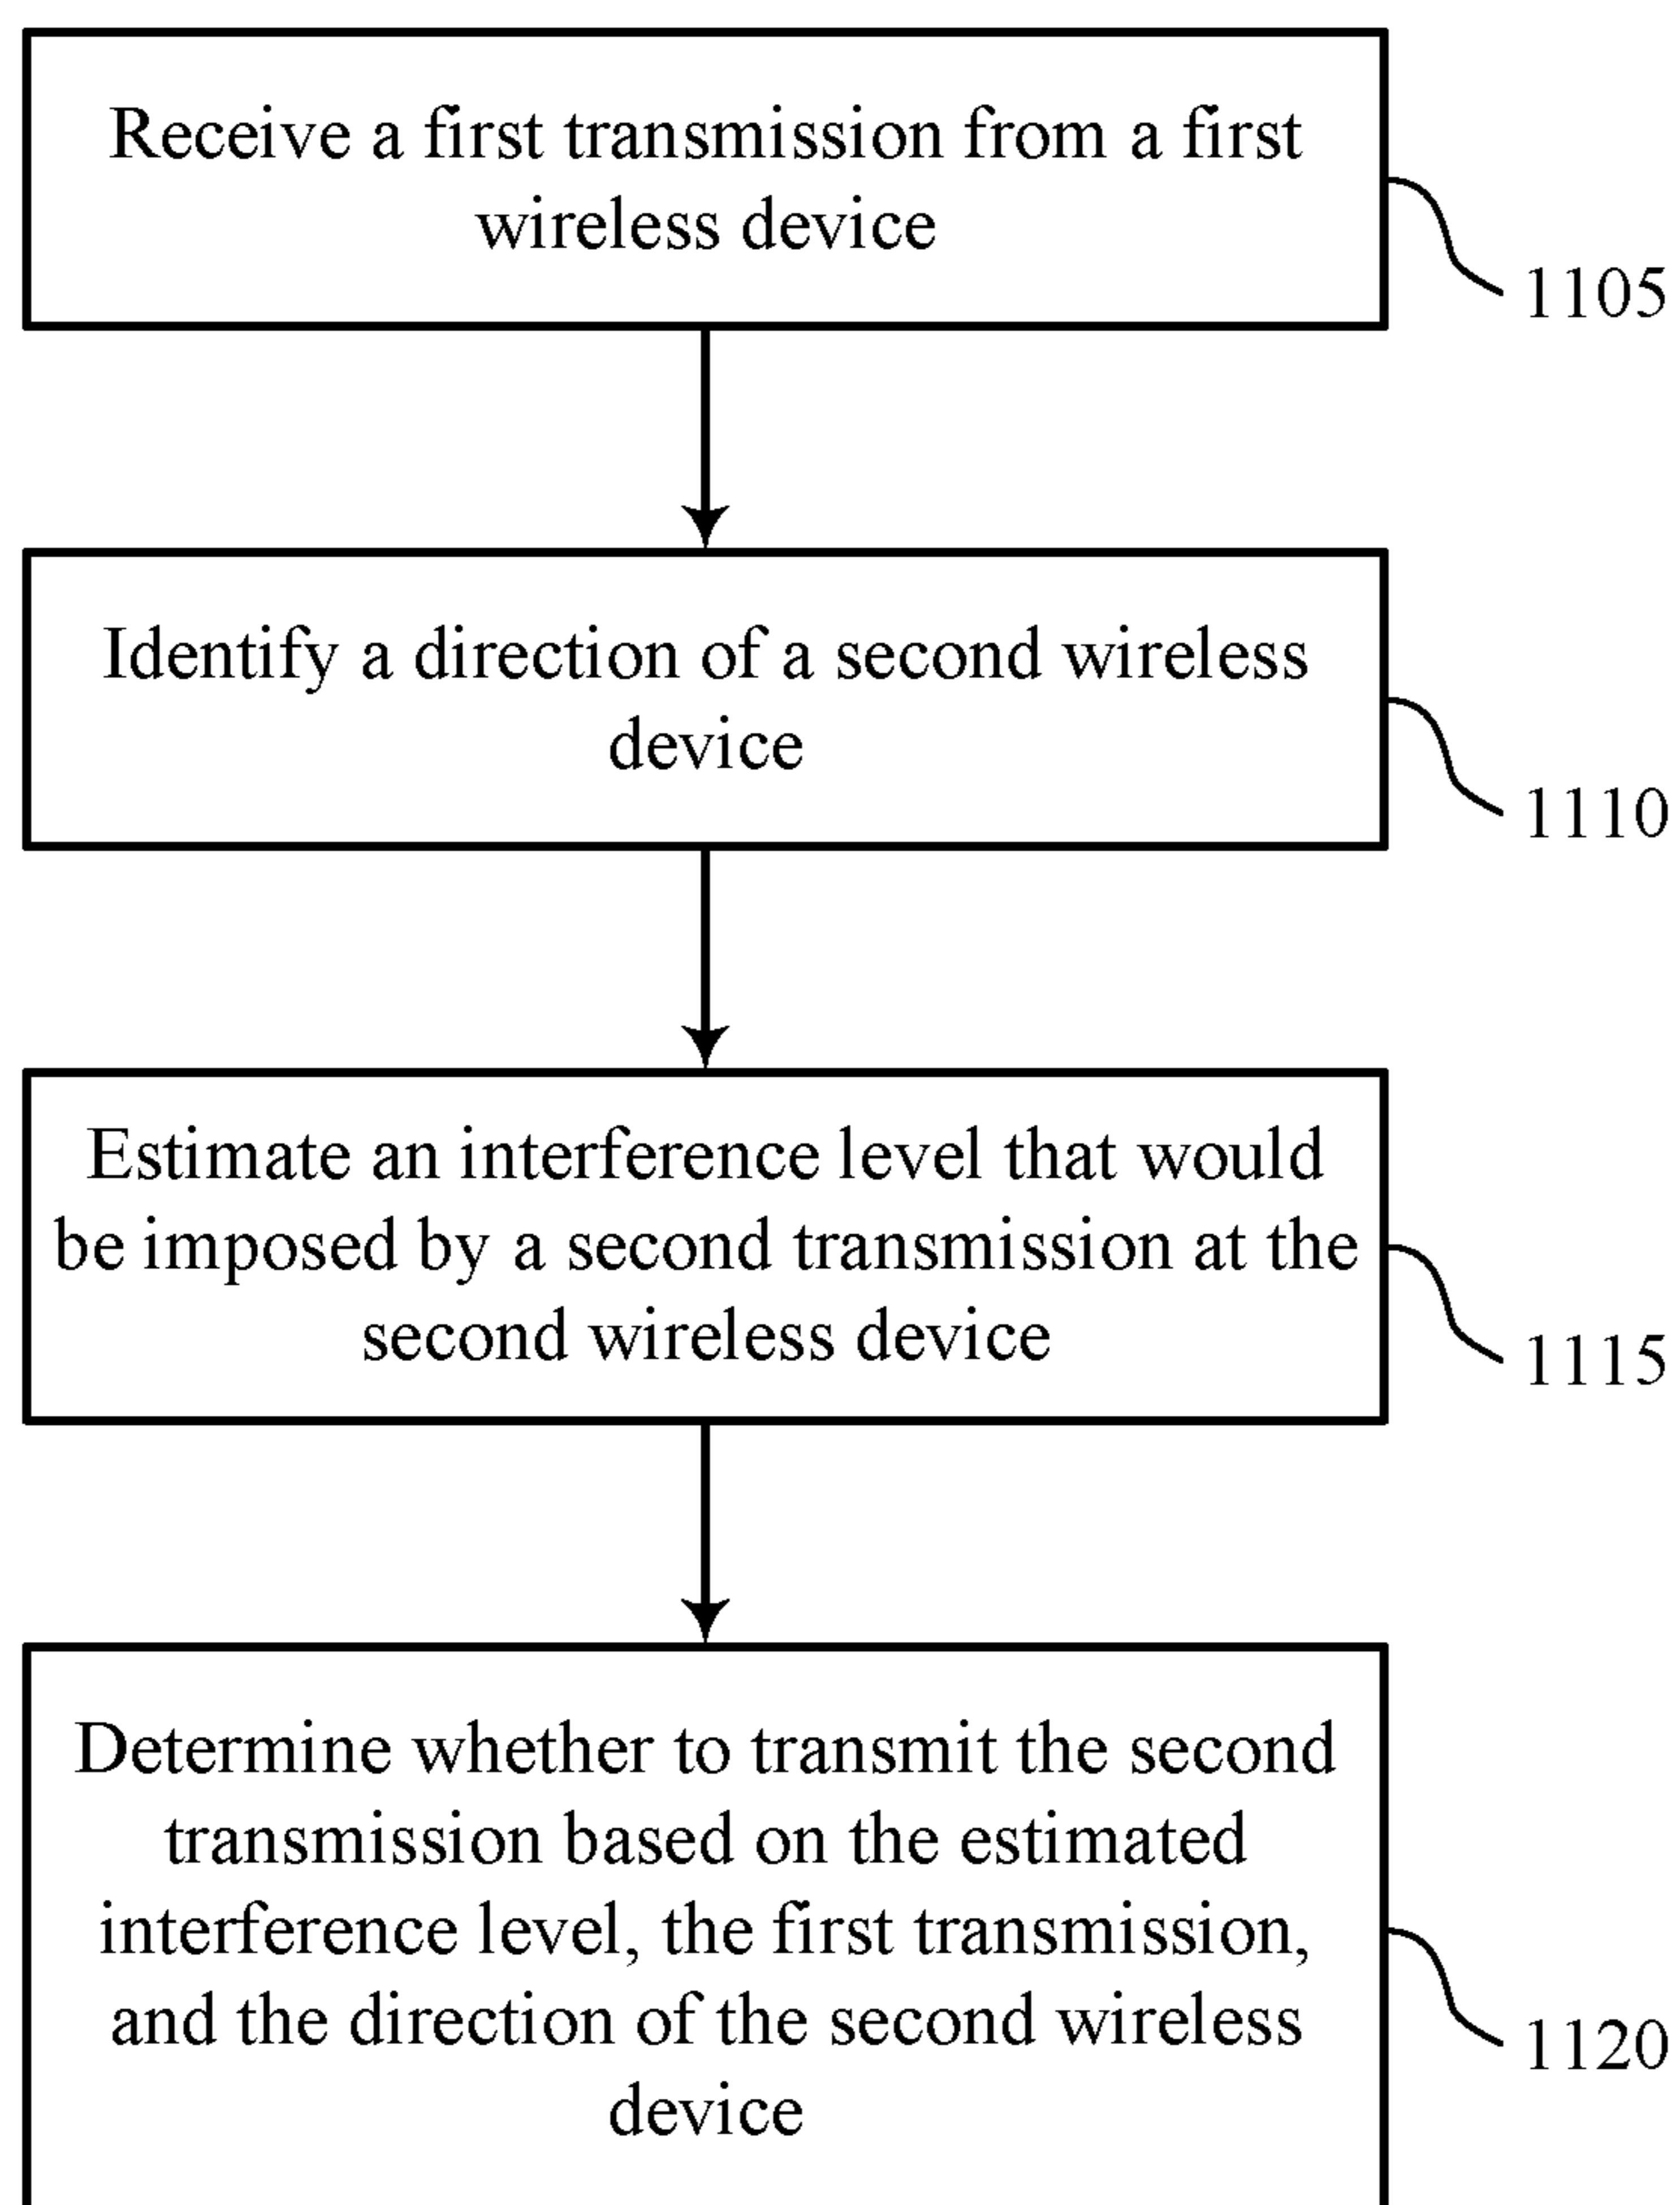 Receive a first transmission from a first
wireless device
1105
Identify a direction of a second wireless
device
1110
Estimate an interference level that would
be imposed by a second transmission at the
second wireless device
1115
Determine whether to transmit the second
transmission based on the estimated
interference level, the first transmission,
and the direction of the second wireless
device
1120